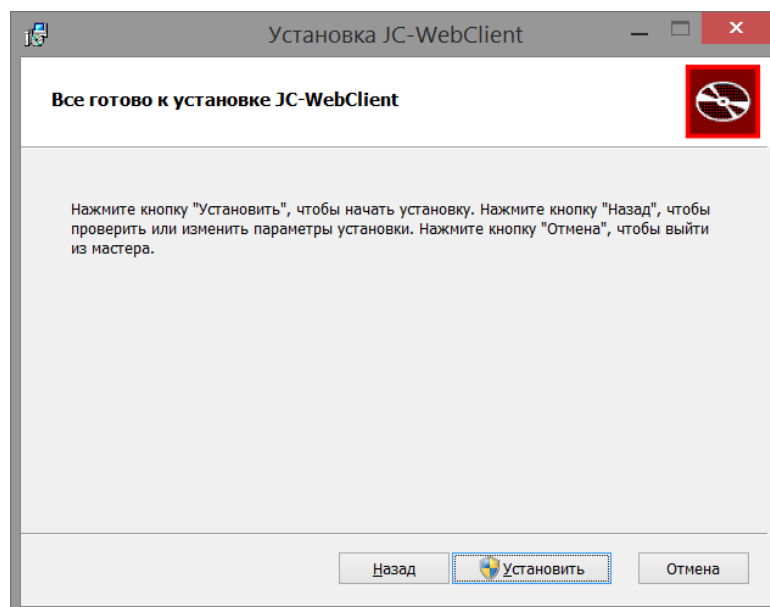 Установка JC-WebClient
Все готово к установке JC-WebClient
Нажмите кнопку "Установить", чтобы начать установку. Нажмите кнопку "Назад", чтобы
проверить или изменить параметры установки. Нажмите кнопку "Отмена", чтобы выйти
из мастера.
Назад
Установить
Отмена